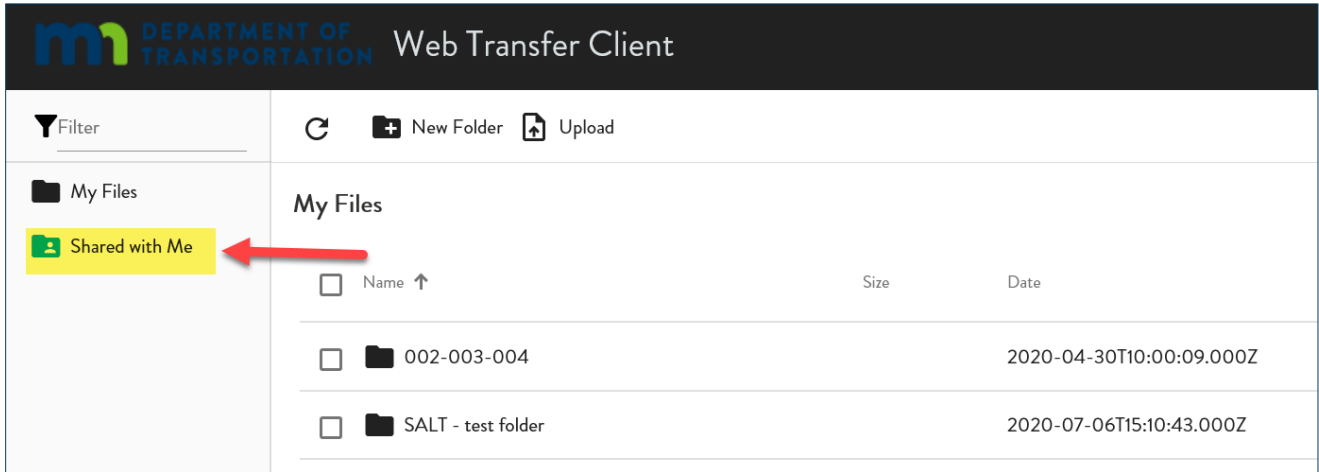 DEPARTMENT OF
TRANSPORTATION
Web Transfer Client
Filter
New Folder
Upload
My Files
Shared with Me
My Files
Name
Size
Date
002-003-004
2020-04-30T10:00:09.000Z
SALT - test folder
2020-07-06T15:10:43.000Z